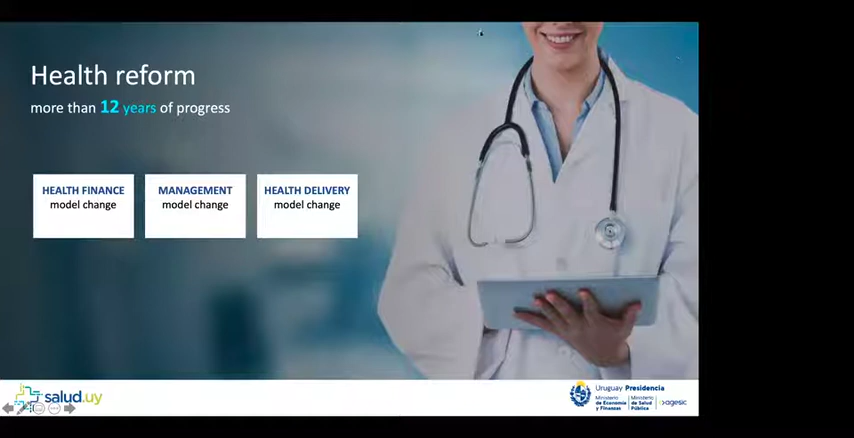 Health reform
more than 12 years of progress
HEALTH FINANCE
model change
MANAGEMENT
model change
HEALTH DELIVERY
model change
salud.uy
Uruguay Presidencia
Ministerio
de Economía
y Finanzas
Ministerio
de Salud
Pública
agesic